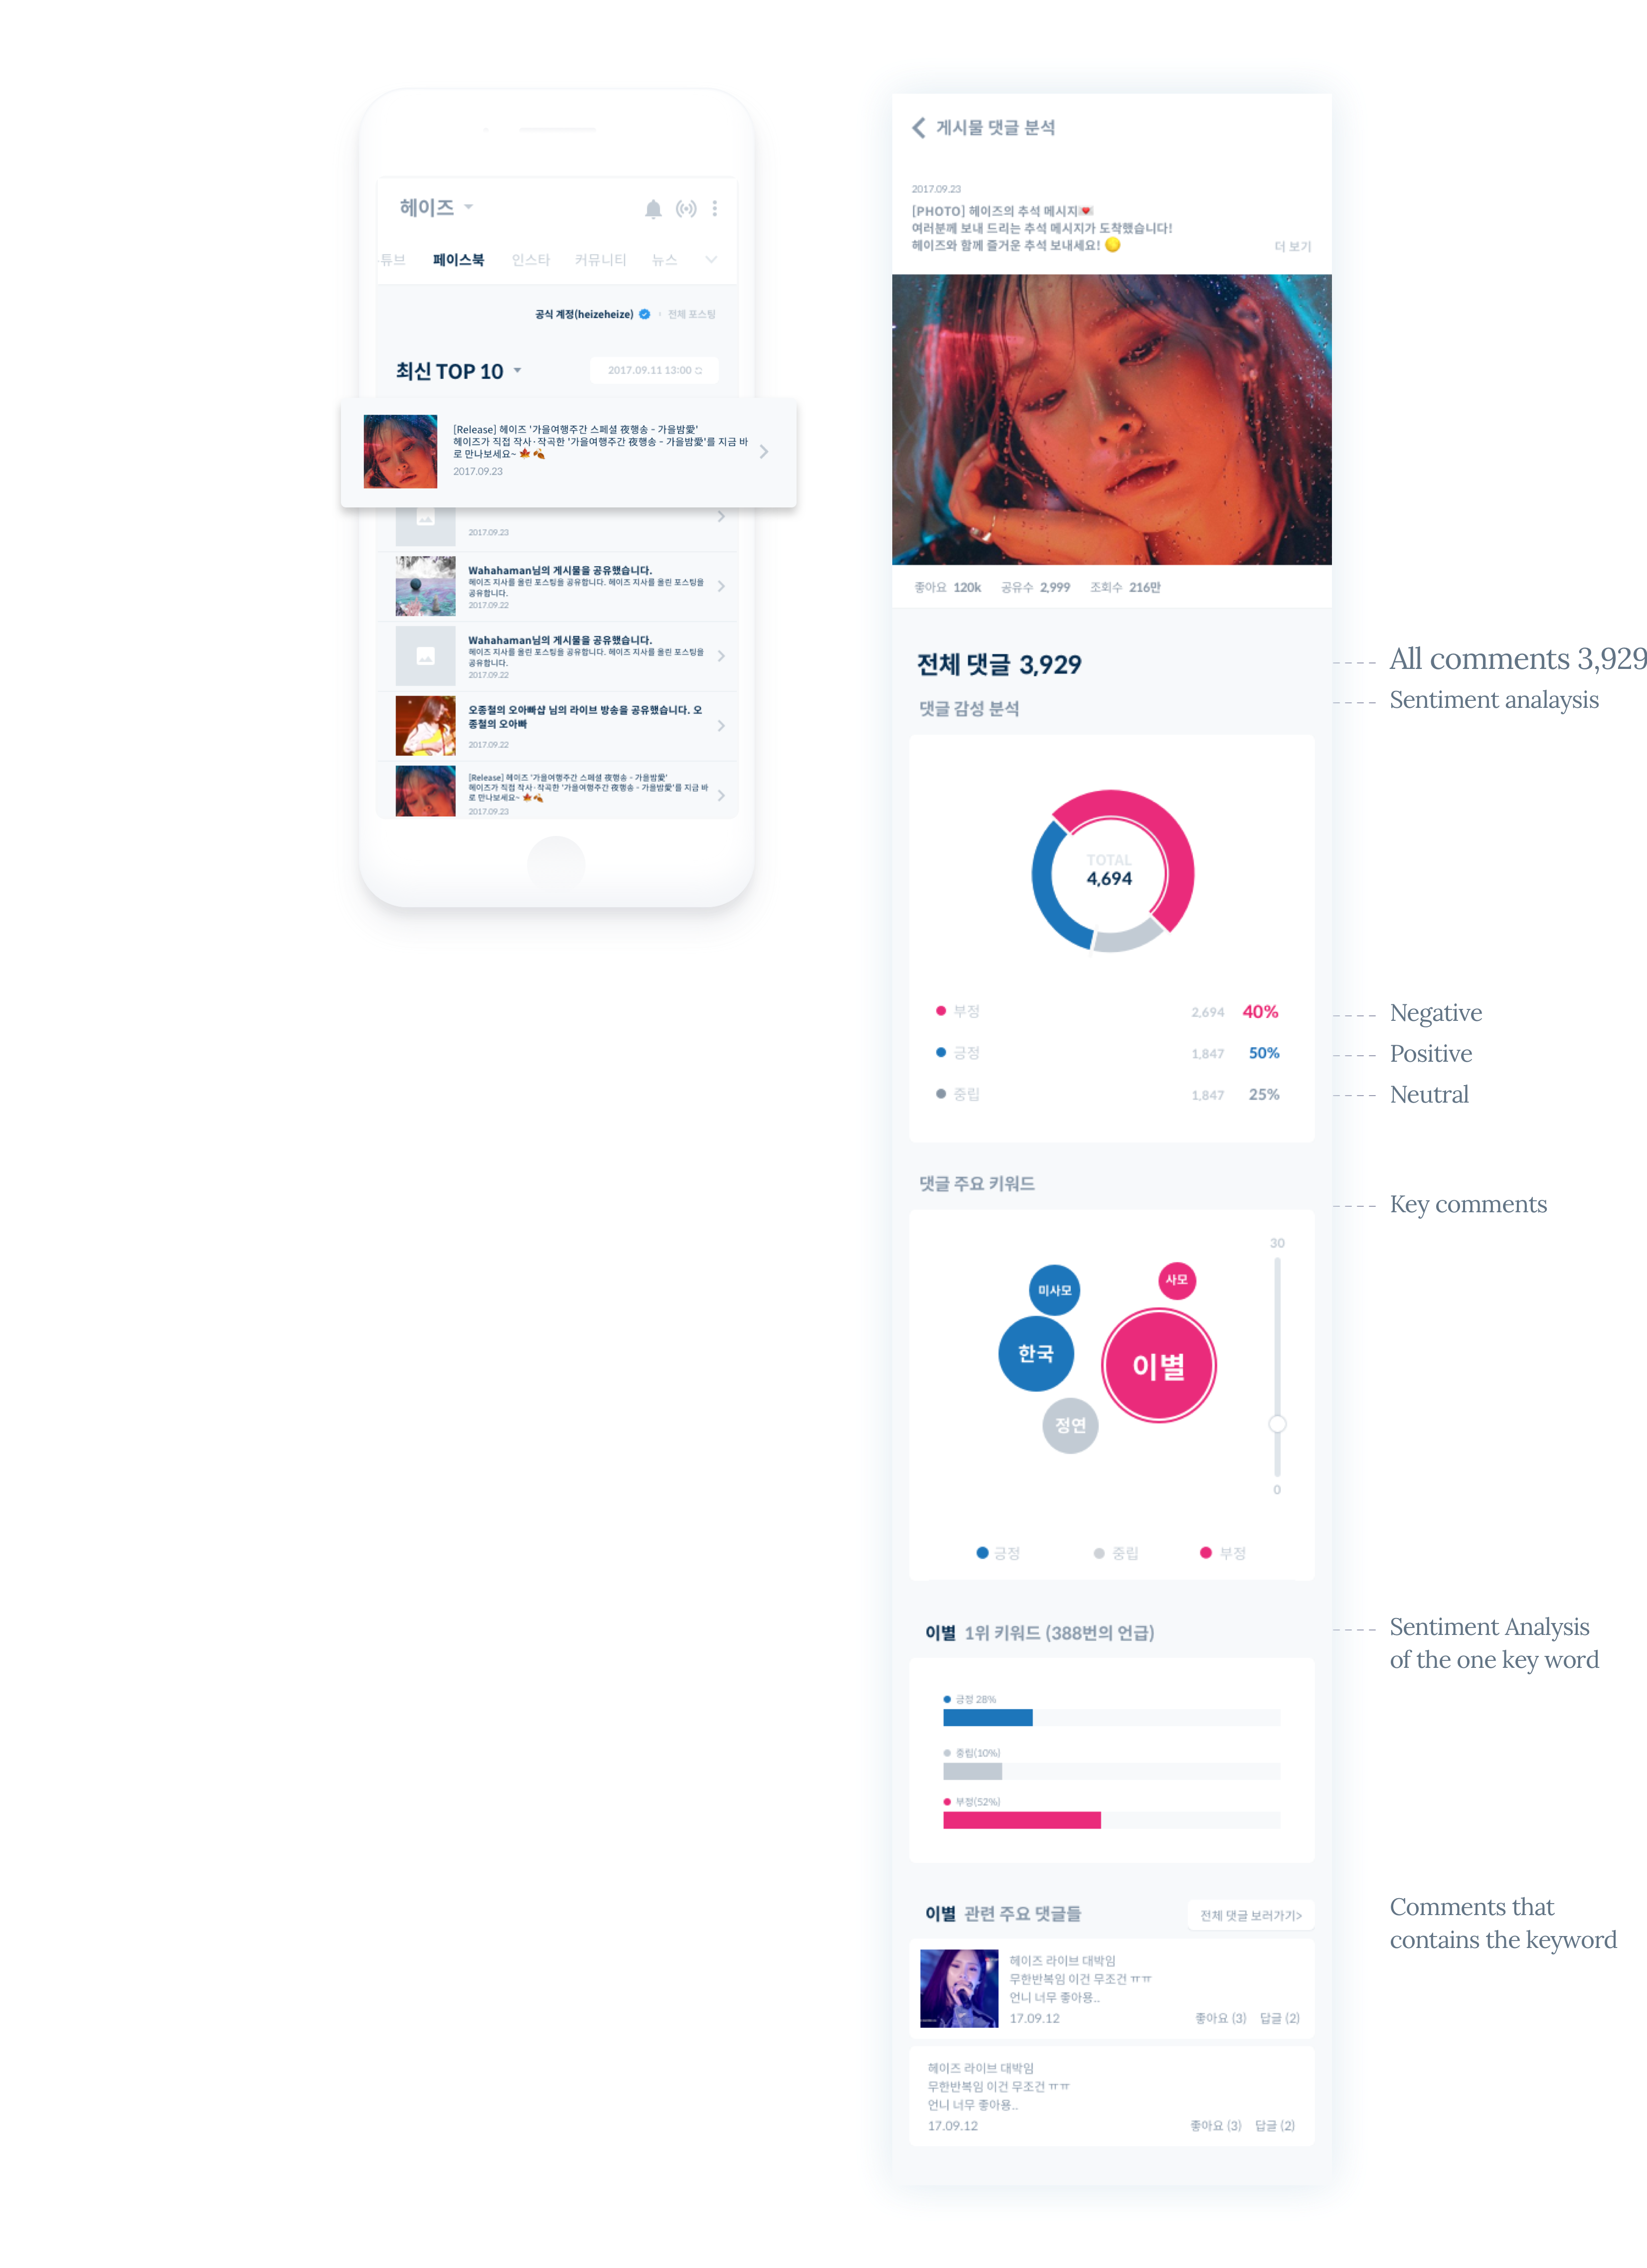 헤이즈
튜브 페이스북 인스타 커뮤니티 뉴스
공식 계정(heizeheize) 전체 포스팅
최신 TOP 10
2017.09.11 13:00
[Release] 헤이즈 '가을여행주간 스페셜 夜행송 - 가을밤愛'
헤이즈가 직접 작사·작곡한 '가을여행주간 夜행송 - 가을밤愛'를 지금 바
로 만나보세요~ 🍁🍂
2017.09.23
2017.09.23
Wahahaman님의 게시물을 공유했습니다.
헤이즈 지사를 올린 포스팅을 공유합니다. 헤이즈 지사를 올린 포스팅을
공유합니다.
2017.09.22
Wahahaman님의 게시물을 공유했습니다.
헤이즈 지사를 올린 포스팅을 공유합니다. 헤이즈 지사를 올린 포스팅을
공유합니다.
2017.09.22
오종철의 오아빠샵 님의 라이브 방송을 공유했습니다. 오
종철의 오아빠
2017.09.22
[Release] 헤이즈 '가을여행주간 스페셜 夜행송 - 가을밤愛'
헤이즈가 직접 작사·작곡한 '가을여행주간 夜행송 - 가을밤愛'를 지금 바
로 만나보세요~ 🍁🍂
2017.09.23
게시물 댓글 분석
2017.09.23
[PHOTO] 헤이즈의 추석 메시지💌
여러분께 보내 드리는 추석 메시지가 도착했습니다!
헤이즈와 함께 즐거운 추석 보내세요! 🌕
더 보기
좋아요 120k 공유수 2,999 조회수 216만
전체 댓글 3,929
댓글 감성 분석
TOTAL
4,694
부정 2,694 40%
긍정 1,847 50%
중립 1,847 25%
댓글 주요 키워드
30
미사모
사모
한국
이별
정연
0
긍정 중립 부정
이별 1위 키워드 (388번의 언급)
긍정 28%
중립(10%)
부정(52%)
이별 관련 주요 댓글들
전체 댓글 보러가기>
헤이즈 라이브 대박임
무한반복임 이건 무조건 ㅠㅠ
언니 너무 좋아용..
17.09.12 좋아요 (3) 답글 (2)
헤이즈 라이브 대박임
무한반복임 이건 무조건 ㅠㅠ
언니 너무 좋아용..
17.09.12 좋아요 (3) 답글 (2)
All comments 3,929
Sentiment analaysis
Negative
Positive
Neutral
Key comments
Sentiment Analysis
of the one key word
Comments that
contains the keyword